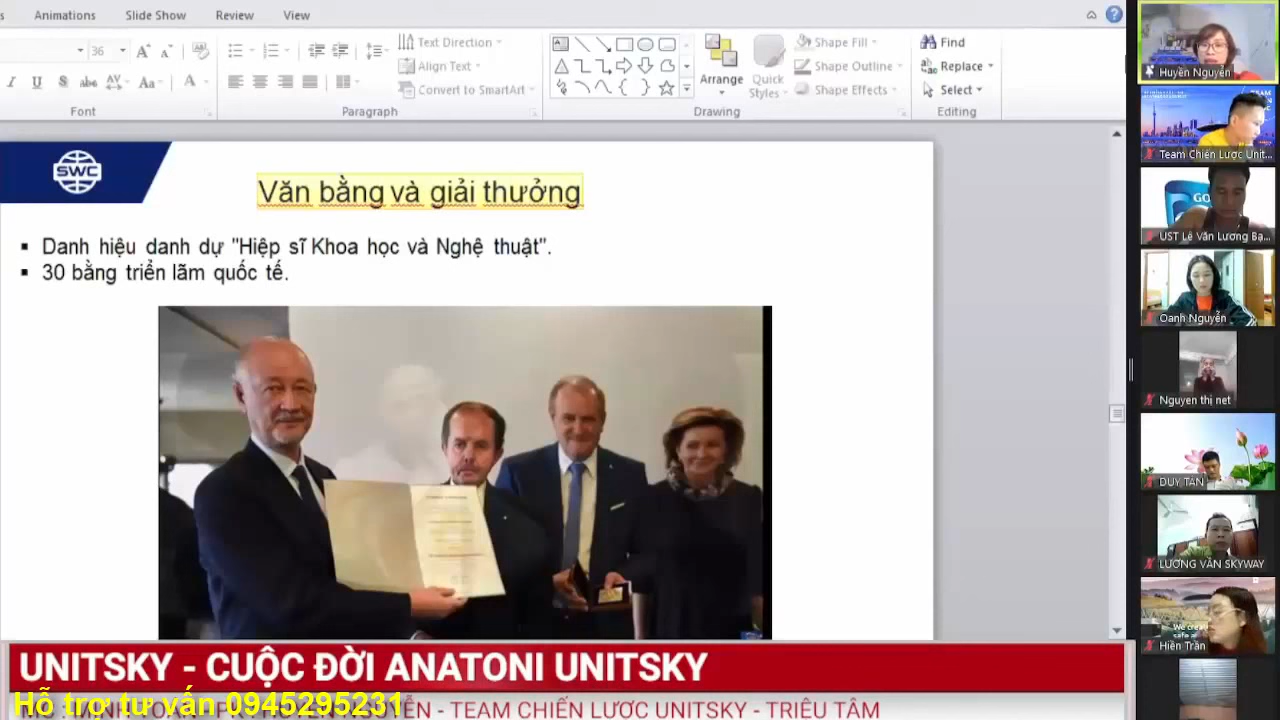 Animations
Slide Show
Review
View
36
Text Direction
Align
Convert to SmartArt
Arrange
Quick
Styles
Shape Fill
Shape Outline
Shape Effects
Find
Replace
Select
Font
Paragraph
Drawing
Editing
SWC
Văn bằng và giải thưởng
▪ Danh hiệu danh dự "Hiệp sĩ Khoa học và Nghệ thuật".
▪ 30 bằng triển lãm quốc tế.
UNITSKY - CUỘC ĐỜI ANATONI UNITSKY
Hỗ trợ tư vấn 0945295231
- TEAM CHIẾN LƯỢC UNITSKY - TRIỆU TÂM
Huyền Nguyễn
Team Chiến Lược Unit...
UST Lê Văn Lương Bạ...
Oanh Nguyễn
Nguyen thị net
DUY TÂN
LƯƠNG VĂN SKYWAY
Hiền Trần